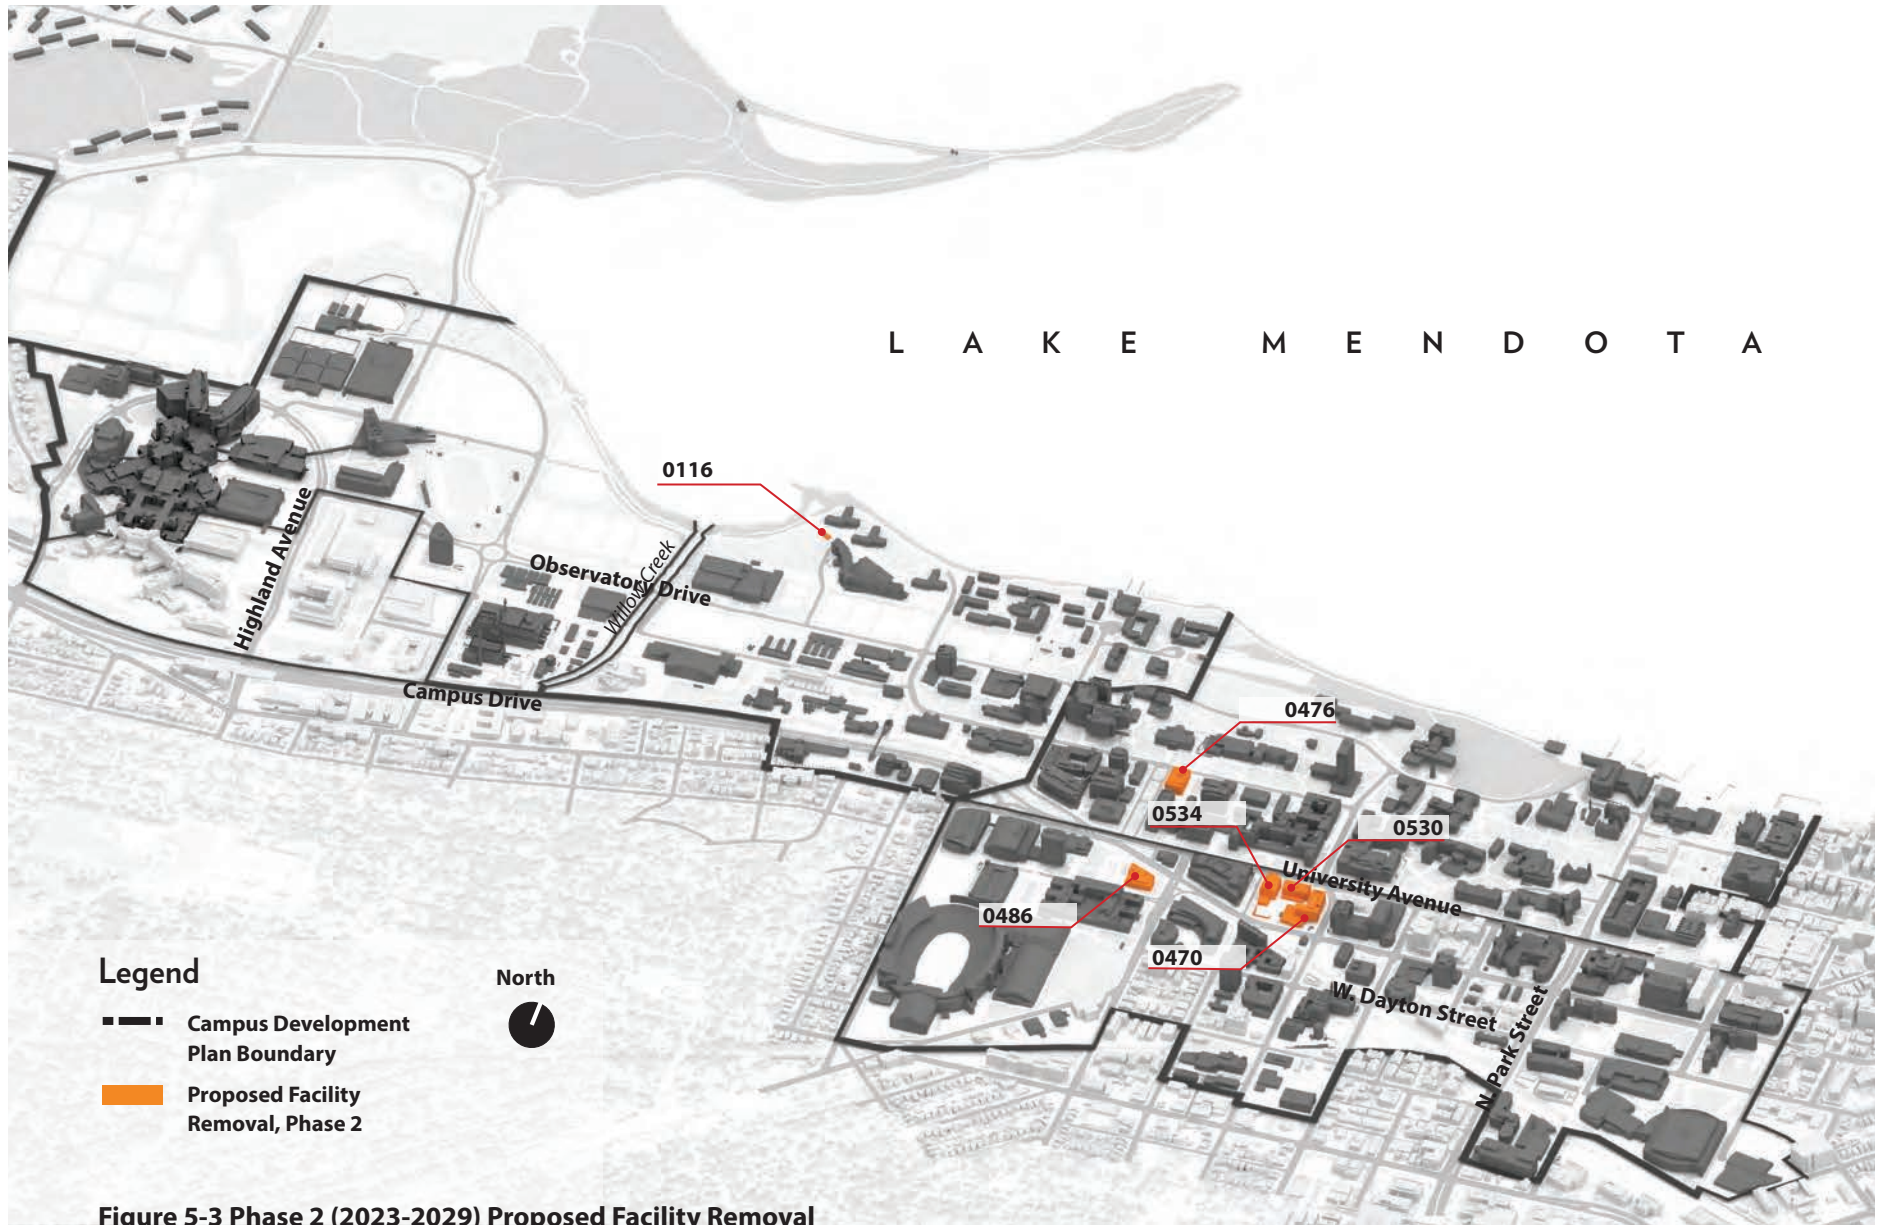 LAKE MENDOTA
0116
Highland Avenue
Observatory Drive
Willow Creek
Campus Drive
0476
0534
0530
University Avenue
0486
0470
W. Dayton Street
N. Park Street
Legend
North
Campus Development
Plan Boundary
Proposed Facility
Removal, Phase 2
Figure 5-3 Phase 2 (2023-2029) Proposed Facility Removal